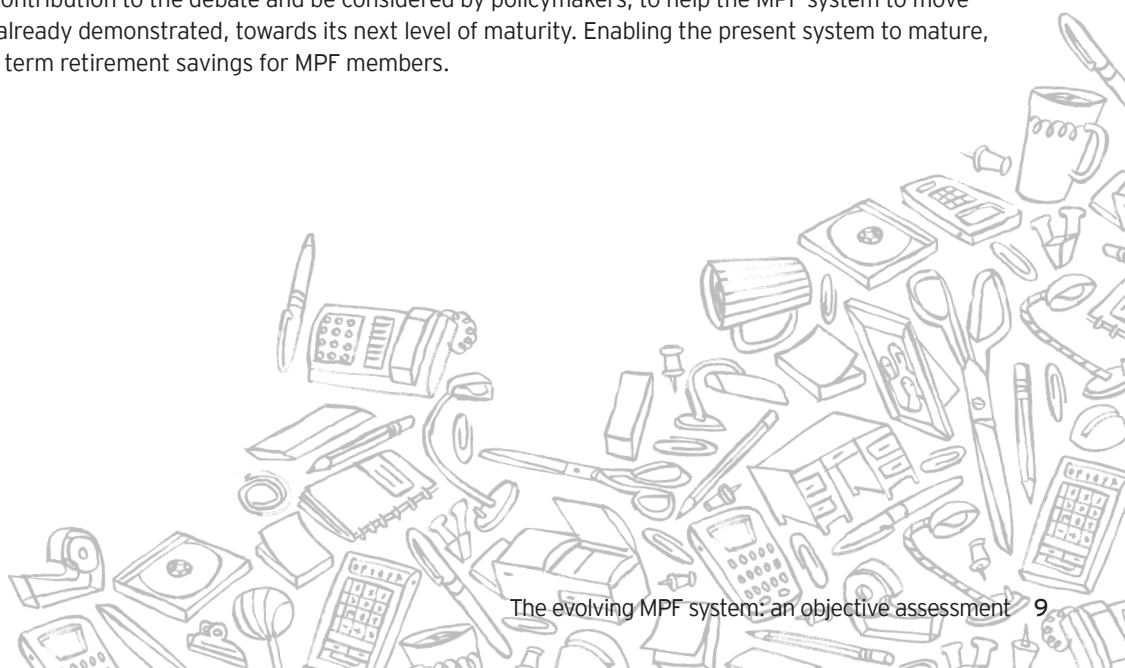 contribution to the debate and be considered by policymakers, to help the MPF system to move
already demonstrated, towards its next level of maturity. Enabling the present system to mature,
term retirement savings for MPF members.
The evolving MPF system: an objective assessment 9